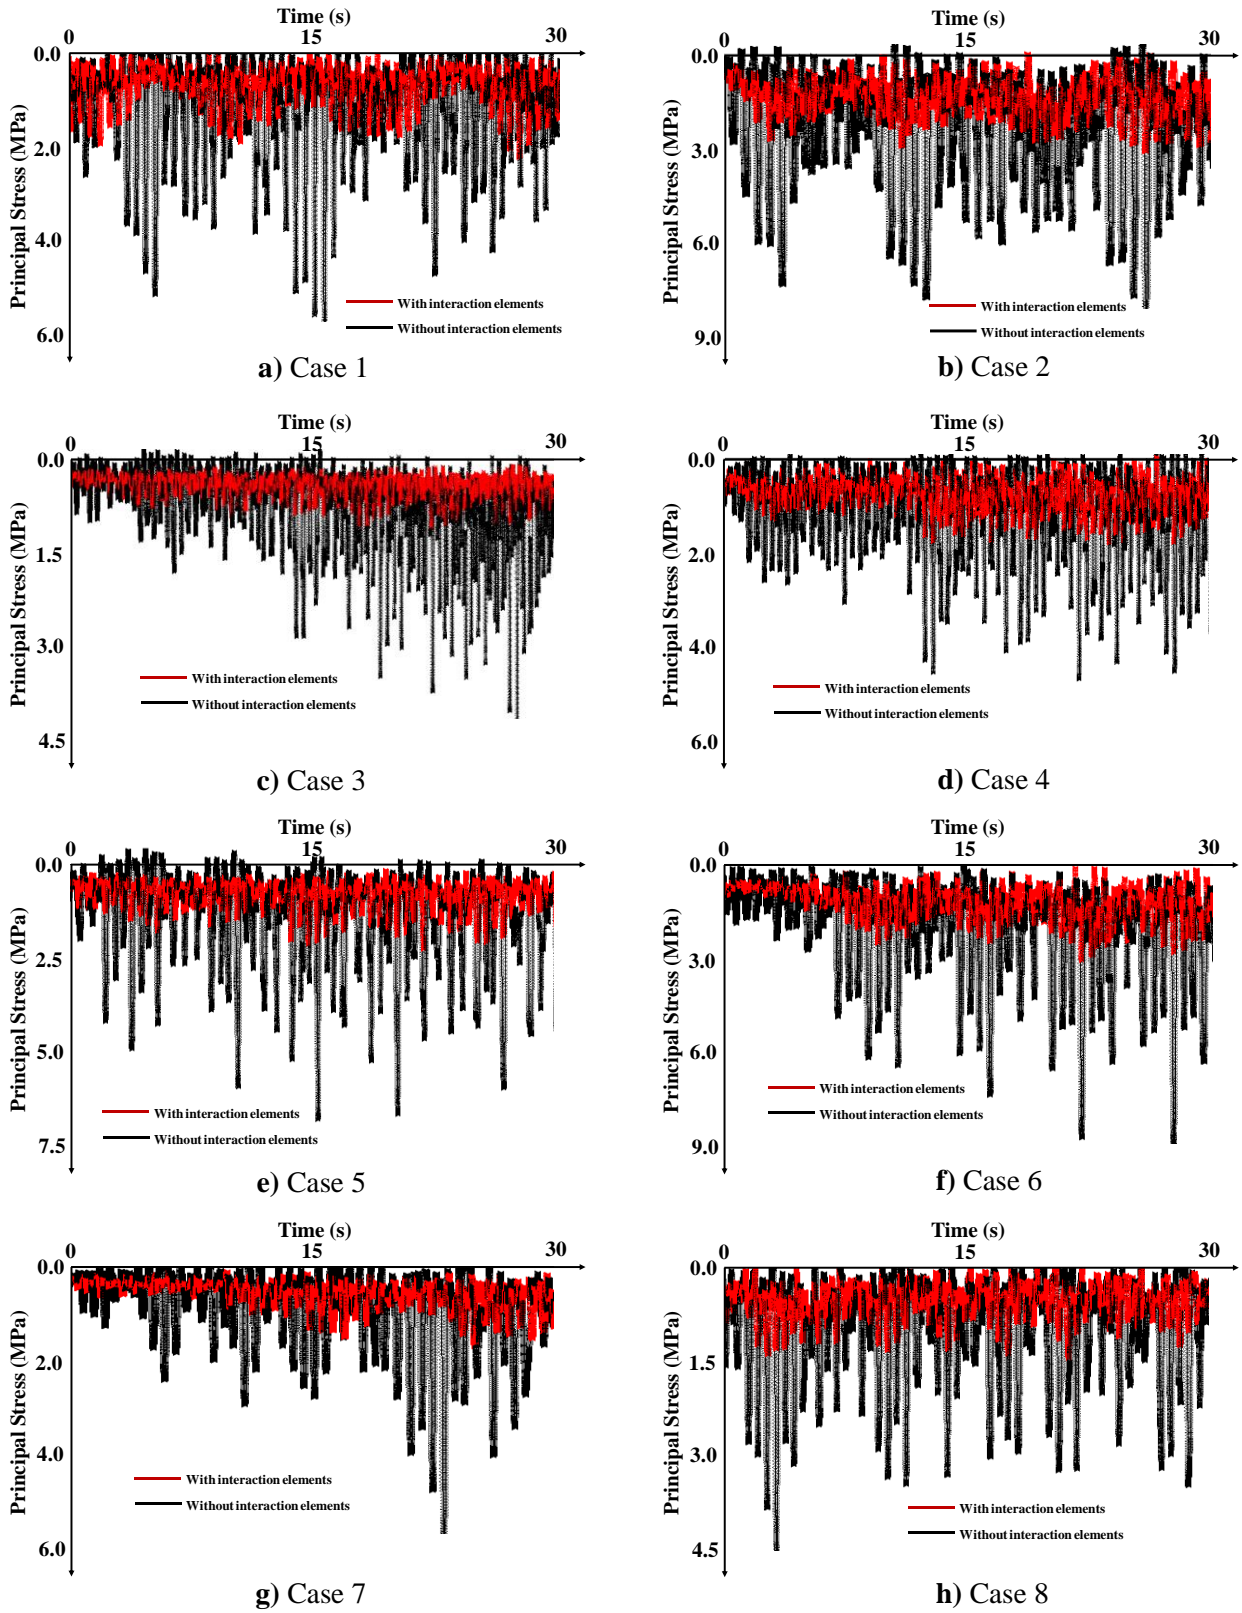 Time (s)
0 15 30
0.0
2.0
4.0
6.0
Principal Stress (MPa)
With interaction elements
Without interaction elements
a) Case 1
Time (s)
0 15 30
0.0
3.0
6.0
9.0
Principal Stress (MPa)
With interaction elements
Without interaction elements
b) Case 2
Time (s)
0 15 30
0.0
1.5
3.0
4.5
Principal Stress (MPa)
With interaction elements
Without interaction elements
c) Case 3
Time (s)
0 15 30
0.0
2.0
4.0
6.0
Principal Stress (MPa)
With interaction elements
Without interaction elements
d) Case 4
Time (s)
0 15 30
0.0
2.5
5.0
7.5
Principal Stress (MPa)
With interaction elements
Without interaction elements
e) Case 5
Time (s)
0 15 30
0.0
3.0
6.0
9.0
Principal Stress (MPa)
With interaction elements
Without interaction elements
f) Case 6
Time (s)
0 15 30
0.0
2.0
4.0
6.0
Principal Stress (MPa)
With interaction elements
Without interaction elements
g) Case 7
Time (s)
0 15 30
0.0
1.5
3.0
4.5
Principal Stress (MPa)
With interaction elements
Without interaction elements
h) Case 8